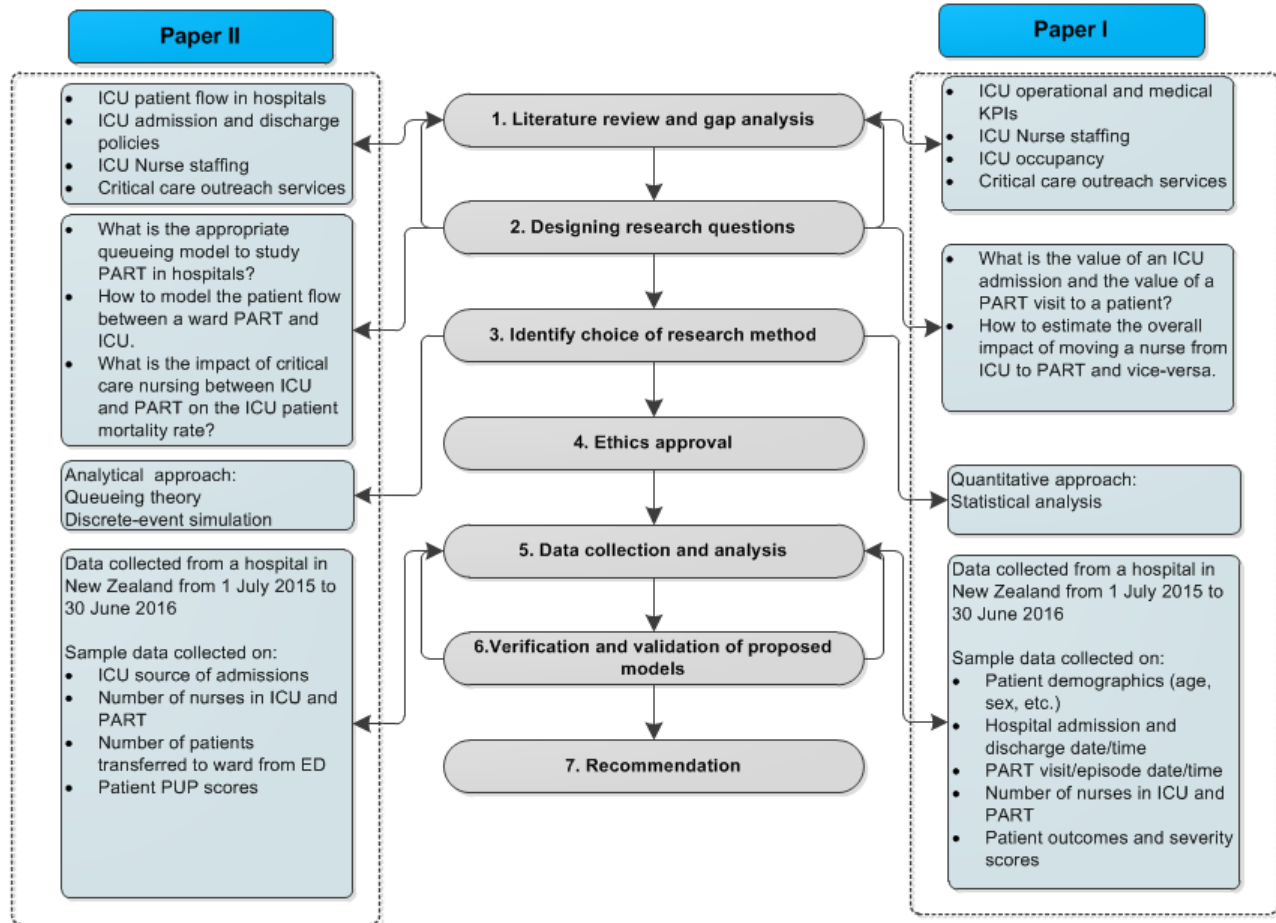 Paper II
• ICU patient flow in hospitals
• ICU admission and discharge
policies
• ICU Nurse staffing
• Critical care outreach services
• What is the appropriate
queueing model to study
PART in hospitals?
• How to model the patient flow
between a ward PART and
ICU.
• What is the impact of critical
care nursing between ICU
and PART on the ICU patient
mortality rate?
Analytical approach:
Queueing theory
Discrete-event simulation
Data collected from a hospital in
New Zealand from 1 July 2015 to
30 June 2016
Sample data collected on:
• ICU source of admissions
• Number of nurses in ICU and
PART
• Number of patients
transferred to ward from ED
• Patient PUP scores
1. Literature review and gap analysis
2. Designing research questions
3. Identify choice of research method
4. Ethics approval
5. Data collection and analysis
6.Verification and validation of proposed
models
7. Recommendation
Paper I
• ICU operational and medical
KPIs
• ICU Nurse staffing
• ICU occupancy
• Critical care outreach services
• What is the value of an ICU
admission and the value of a
PART visit to a patient?
• How to estimate the overall
impact of moving a nurse from
ICU to PART and vice-versa.
Quantitative approach:
Statistical analysis
Data collected from a hospital in
New Zealand from 1 July 2015 to
30 June 2016
Sample data collected on:
• Patient demographics (age,
sex, etc.)
• Hospital admission and
discharge date/time
• PART visit/episode date/time
• Number of nurses in ICU and
PART
• Patient outcomes and severity
scores